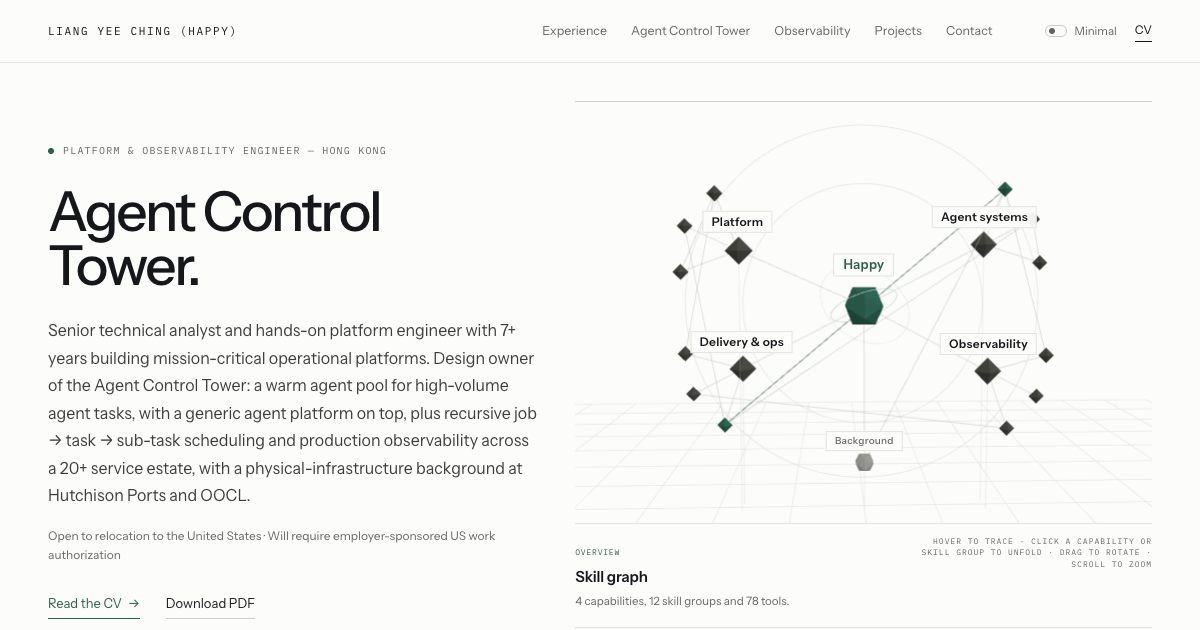 LIANG YEE CHING (HAPPY)
Experience
Agent Control Tower
Observability
Projects
Contact
Minimal
CV
PLATFORM & OBSERVABILITY ENGINEER — HONG KONG
Agent Control
Tower.
Senior technical analyst and hands-on platform engineer with 7+
years building mission-critical operational platforms. Design owner
of the Agent Control Tower: a warm agent pool for high-volume
agent tasks, with a generic agent platform on top, plus recursive job
→ task → sub-task scheduling and production observability across
a 20+ service estate, with a physical-infrastructure background at
Hutchison Ports and OOCL.
Open to relocation to the United States · Will require employer-sponsored US work
authorization
Read the CV →
Download PDF
Platform
Agent systems
Happy
Delivery & ops
Observability
Background
OVERVIEW
Skill graph
4 capabilities, 12 skill groups and 78 tools.
HOVER TO TRACE · CLICK A CAPABILITY OR
SKILL GROUP TO UNFOLD · DRAG TO ROTATE ·
SCROLL TO ZOOM